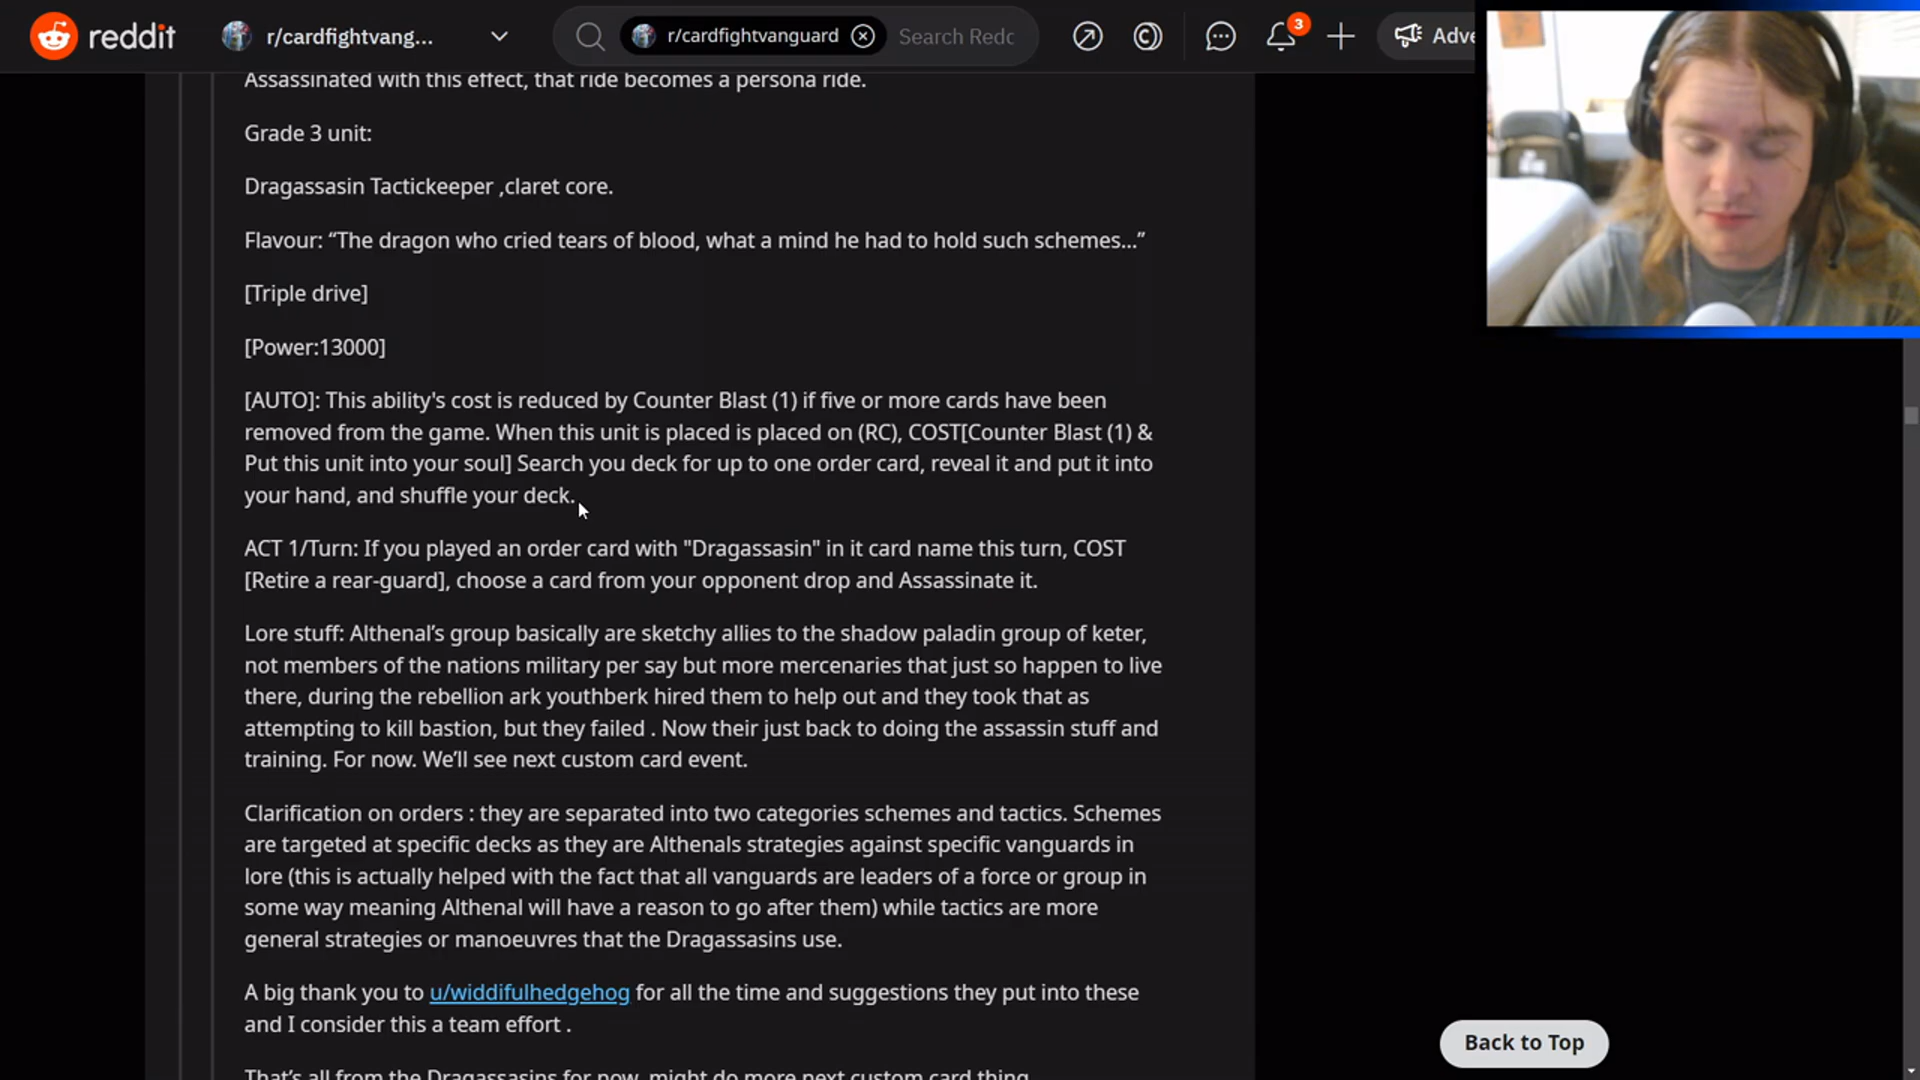 reddit
r/cardfightvang...
r/cardfightvanguard
Search Redc
3
Adve
Assassinated with this effect, that ride becomes a persona ride.
Grade 3 unit:
Dragassasin Tactickeeper ,claret core.
Flavour: “The dragon who cried tears of blood, what a mind he had to hold such schemes...”
[Triple drive]
[Power:13000]
[AUTO]: This ability's cost is reduced by Counter Blast (1) if five or more cards have been
removed from the game. When this unit is placed is placed on (RC), COST[Counter Blast (1) &
Put this unit into your soul] Search you deck for up to one order card, reveal it and put it into
your hand, and shuffle your deck.
ACT 1/Turn: If you played an order card with "Dragassasin" in it card name this turn, COST
[Retire a rear-guard], choose a card from your opponent drop and Assassinate it.
Lore stuff: Althenal’s group basically are sketchy allies to the shadow paladin group of keter,
not members of the nations military per say but more mercenaries that just so happen to live
there, during the rebellion ark youthberk hired them to help out and they took that as
attempting to kill bastion, but they failed . Now their just back to doing the assassin stuff and
training. For now. We’ll see next custom card event.
Clarification on orders : they are separated into two categories schemes and tactics. Schemes
are targeted at specific decks as they are Althenals strategies against specific vanguards in
lore (this is actually helped with the fact that all vanguards are leaders of a force or group in
some way meaning Althenal will have a reason to go after them) while tactics are more
general strategies or manoeuvres that the Dragassasins use.
A big thank you to u/widdifulhedgehog for all the time and suggestions they put into these
and I consider this a team effort .
That’s all from the Dragassasins for now, might do more next custom card thing
Back to Top